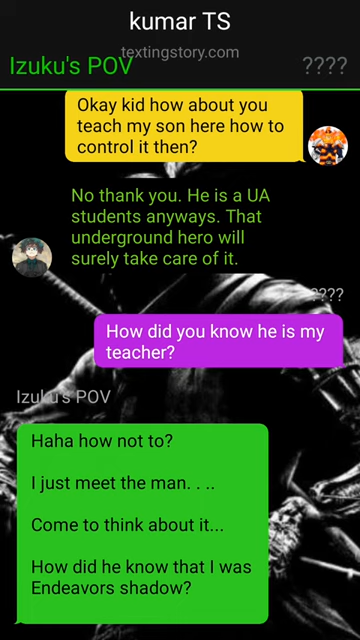 kumar TS
textingstory.com
Izuku's POV
????
Okay kid how about you
teach my son here how to
control it then?
No thank you. He is a UA
students anyways. That
underground hero will
surely take care of it.
????
How did you know he is my
teacher?
Izuku's POV
Haha how not to?
I just meet the man. . ..
Come to think about it...
How did he know that I was
Endeavors shadow?